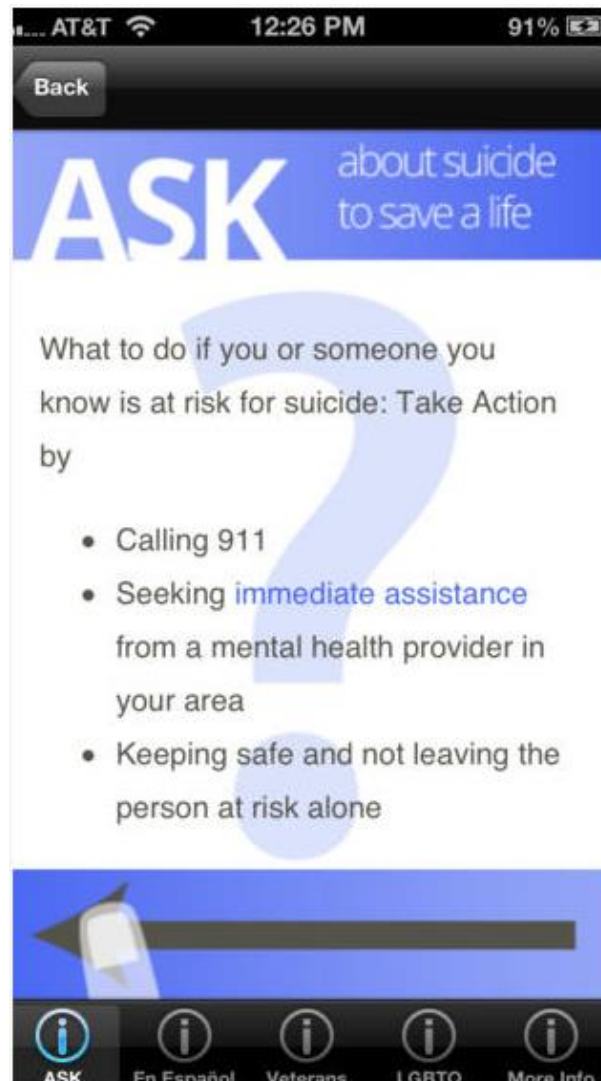 AT&T 12:26 PM 91%
Back
ASK about suicide
to save a life
What to do if you or someone you
know is at risk for suicide: Take Action
by
• Calling 911
• Seeking immediate assistance
from a mental health provider in
your area
• Keeping safe and not leaving the
person at risk alone
ASK En Español Veterans LGBTQ More Info